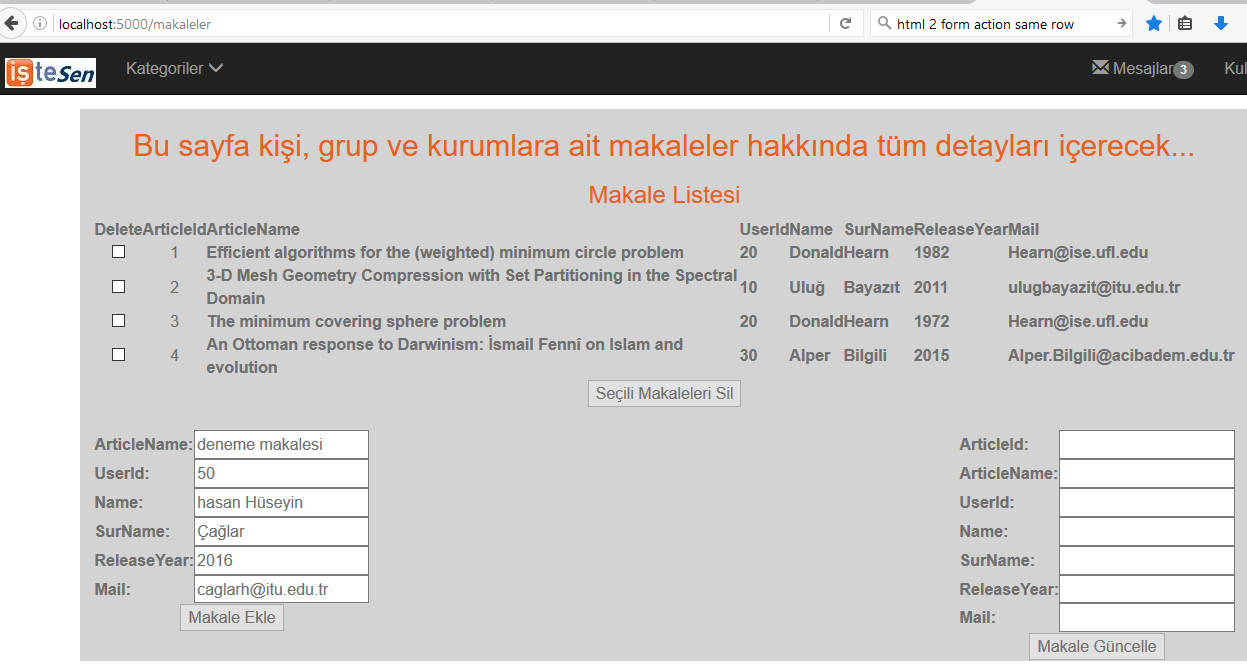 localhost:5000/makaleler
html 2 form action same row
işteSen Kategoriler Mesajlar 3 Kul
Bu sayfa kişi, grup ve kurumlara ait makaleler hakkında tüm detayları içerecek...
Makale Listesi
Delete ArticleId ArticleName UserId Name SurName ReleaseYear Mail
1 Efficient algorithms for the (weighted) minimum circle problem 20 Donald Hearn 1982 Hearn@ise.ufl.edu
3-D Mesh Geometry Compression with Set Partitioning in the Spectral
2 Domain 10 Uluğ Bayazıt 2011 ulugbayazit@itu.edu.tr
3 The minimum covering sphere problem 20 Donald Hearn 1972 Hearn@ise.ufl.edu
An Ottoman response to Darwinism: İsmail Fennî on Islam and
4 evolution 30 Alper Bilgili 2015 Alper.Bilgili@acibadem.edu.tr
Seçili Makaleleri Sil
ArticleName: deneme makalesi
UserId: 50
Name: hasan Hüseyin
SurName: Çağlar
ReleaseYear: 2016
Mail: caglarh@itu.edu.tr
Makale Ekle
ArticleId:
ArticleName:
UserId:
Name:
SurName:
ReleaseYear:
Mail:
Makale Güncelle